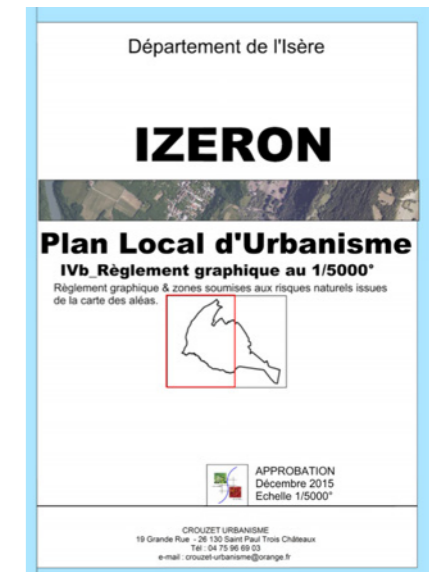 Département de l'Isère
IZERON
Plan Local d'Urbanisme
IVb_Règlement graphique au 1/5000°
Règlement graphique & zones soumises aux risques naturels issues
de la carte des aléas.
APPROBATION
Décembre 2015
Echelle 1/5000°
CROUZET URBANISME
19 Grande Rue - 26 130 Saint Paul Trois Châteaux
Tél : 04 75 96 69 03
e-mail : crouzet-urbanisme@orange.fr